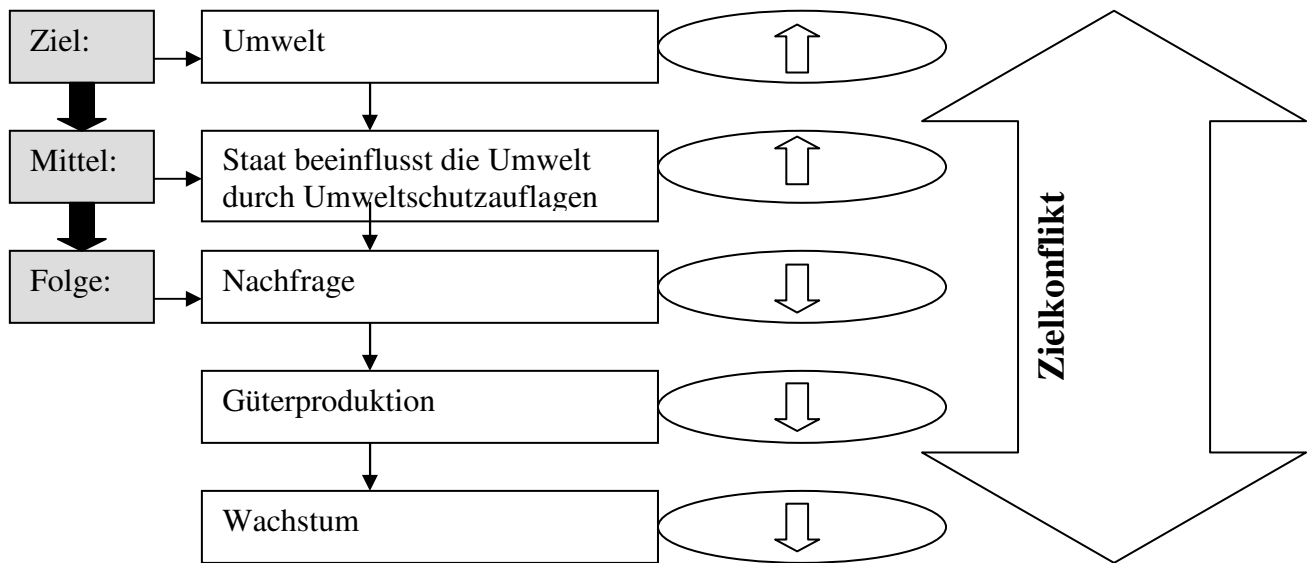 Ziel:
Umwelt
Mittel:
Staat beeinflusst die Umwelt
durch Umweltschutzauflagen
Folge:
Nachfrage
Güterproduktion
Wachstum
Zielkonflikt